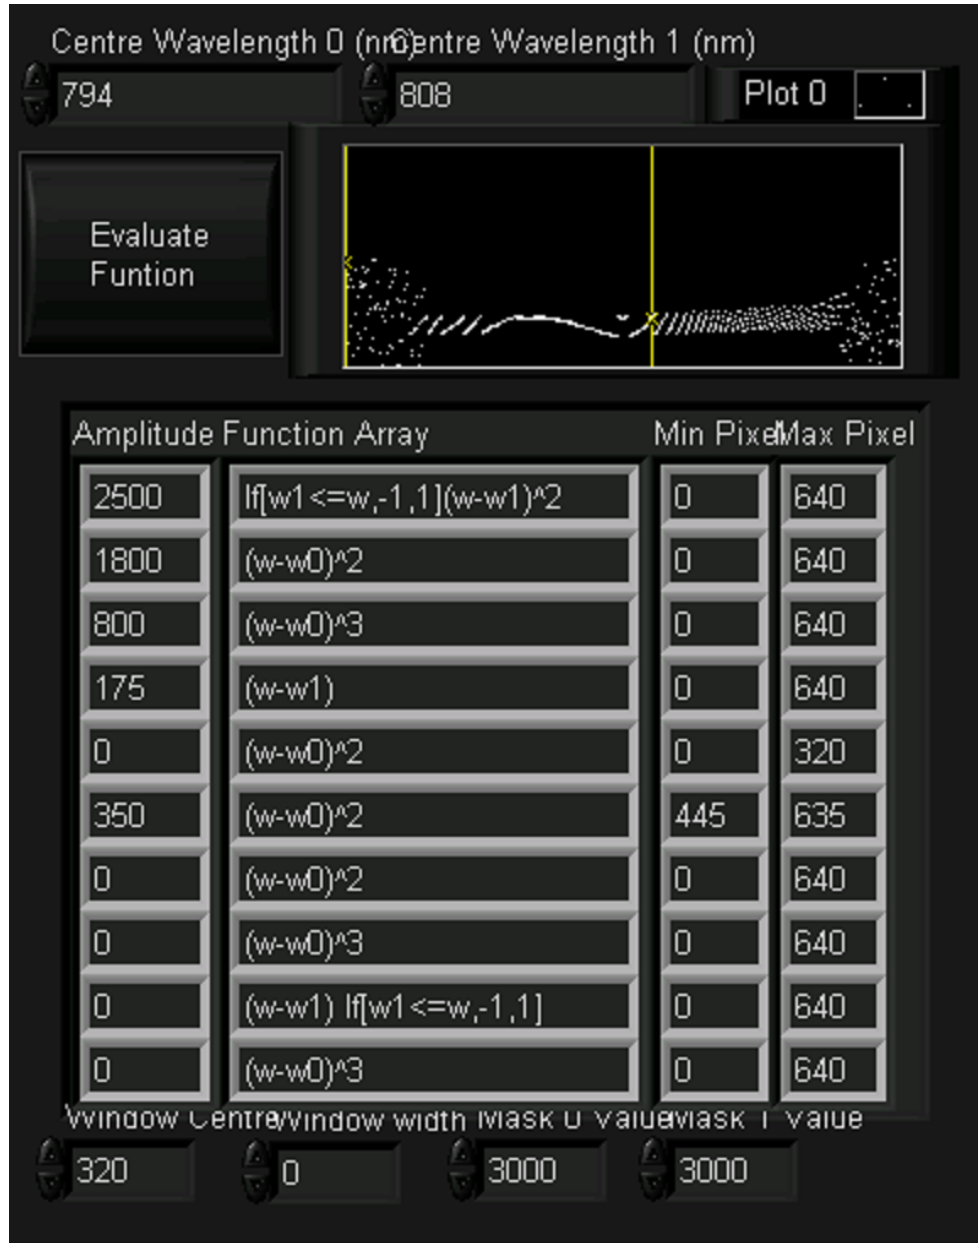 Centre Wavelength 0 (nm) Centre Wavelength 1 (nm)
794 808 Plot 0
Evaluate
Funtion
Amplitude Function Array Min Pixel Max Pixel
2500 If[w1<=w,-1,1](w-w1)^2 0 640
1800 (w-w0)^2 0 640
800 (w-w0)^3 0 640
175 (w-w1) 0 640
0 (w-w0)^2 0 320
350 (w-w0)^2 445 635
0 (w-w0)^2 0 640
0 (w-w0)^3 0 640
0 (w-w1) If[w1<=w,-1,1] 0 640
0 (w-w0)^3 0 640
Window Centre Window width Mask 0 Value Mask 1 Value
320 0 3000 3000